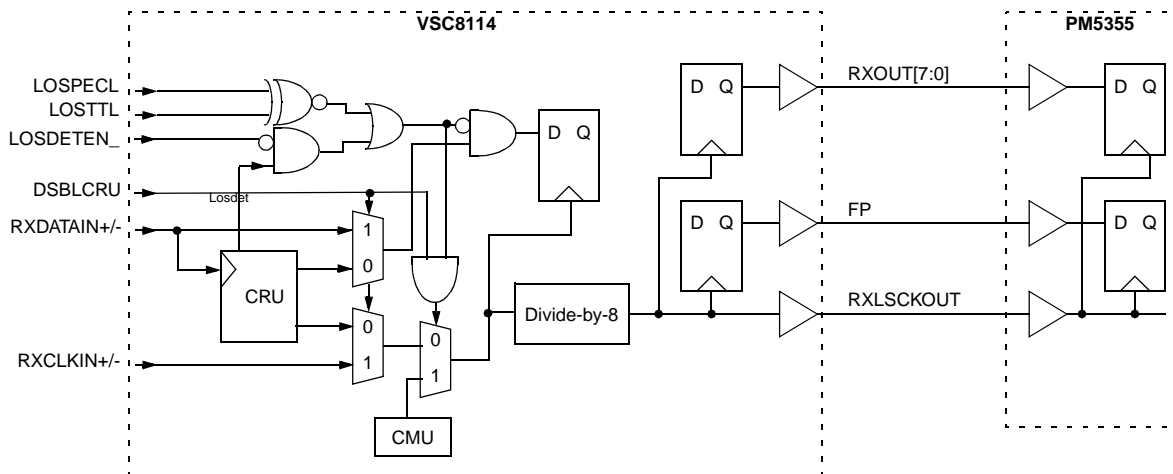 VSC8114
PM5355
LOSPECL
LOSTTL
LOSDETEN_
DSBLCRU
RXDATAIN+/-
RXCLKIN+/-
Losdet
CRU
1
0
0
1
0
1
CMU
D Q
Divide-by-8
D Q
D Q
RXOUT[7:0]
FP
RXLSCKOUT
D Q
D Q